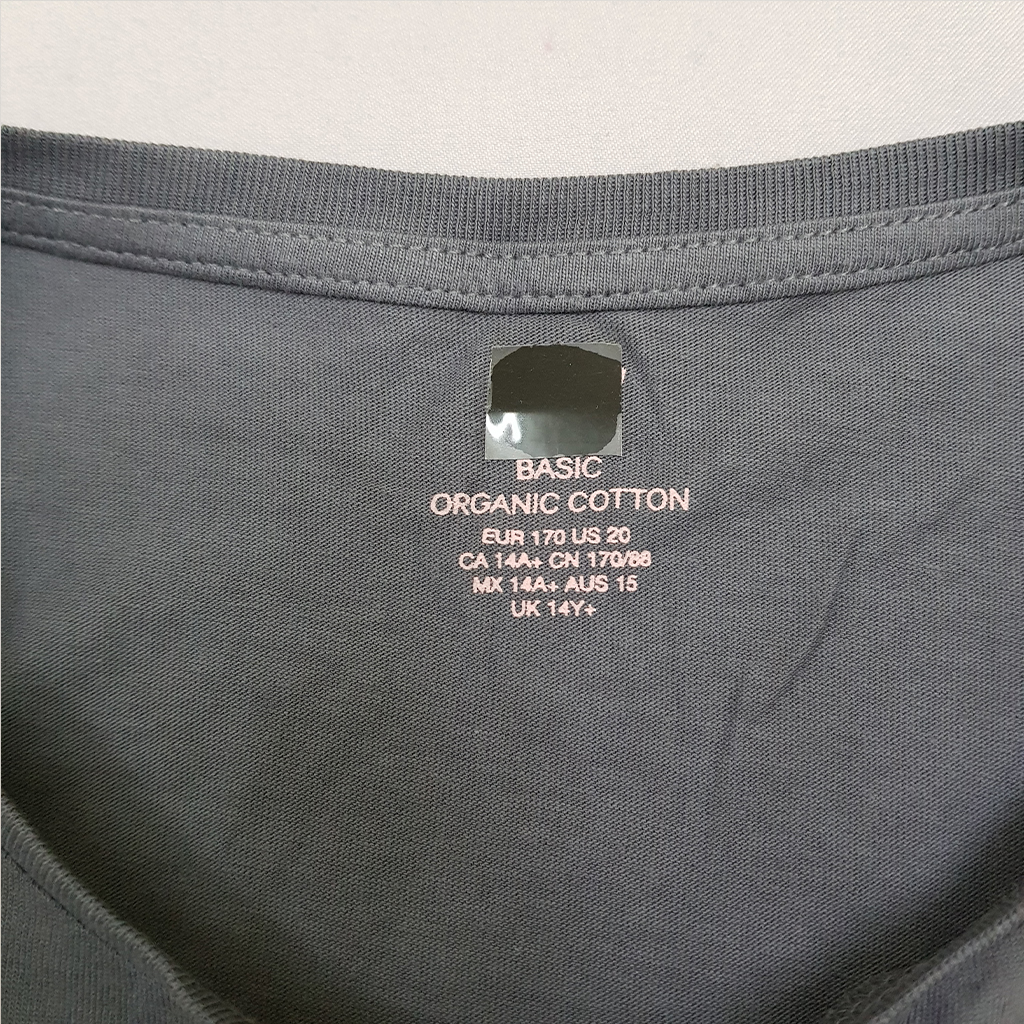 BASIC
ORGANIC COTTON
EUR 170 US 20
CA 14A+ CN 170/88
MX 14A+ AUS 15
UK 14Y+